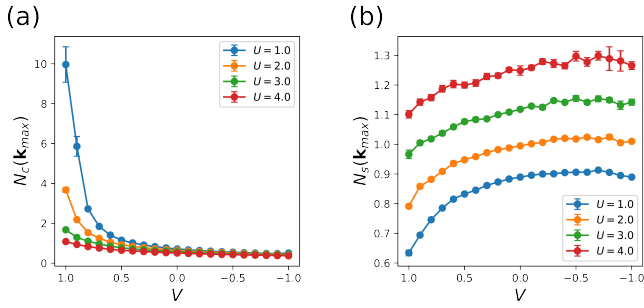 (a)
N_c(k_max)
10
8
6
4
2
0
U = 1.0
U = 2.0
U = 3.0
U = 4.0
1.0 0.5 0.0 −0.5 −1.0
V
(b)
N_s(k_max)
1.3
1.2
1.1
1.0
0.9
0.8
0.7
0.6
U = 1.0
U = 2.0
U = 3.0
U = 4.0
1.0 0.5 0.0 −0.5 −1.0
V